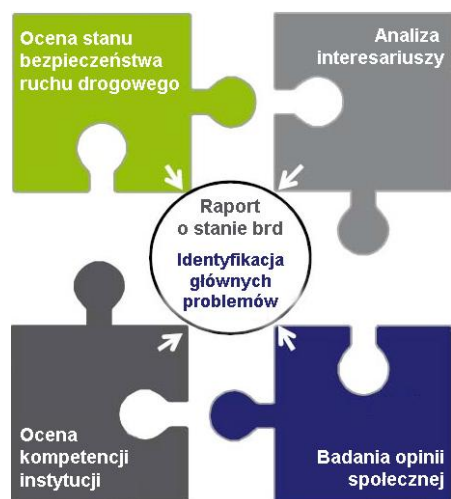 Ocena stanu
bezpieczeństwa
ruchu drogowego
Analiza
interesariuszy
Raport
o stanie brd
Identyfikacja
głównych
problemów
Ocena
kompetencji
instytucji
Badania opinii
społecznej